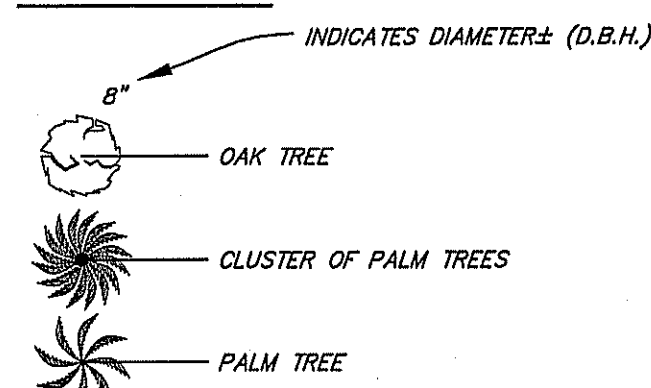 INDICATES DIAMETER± (D.B.H.)
8"
OAK TREE
CLUSTER OF PALM TREES
PALM TREE